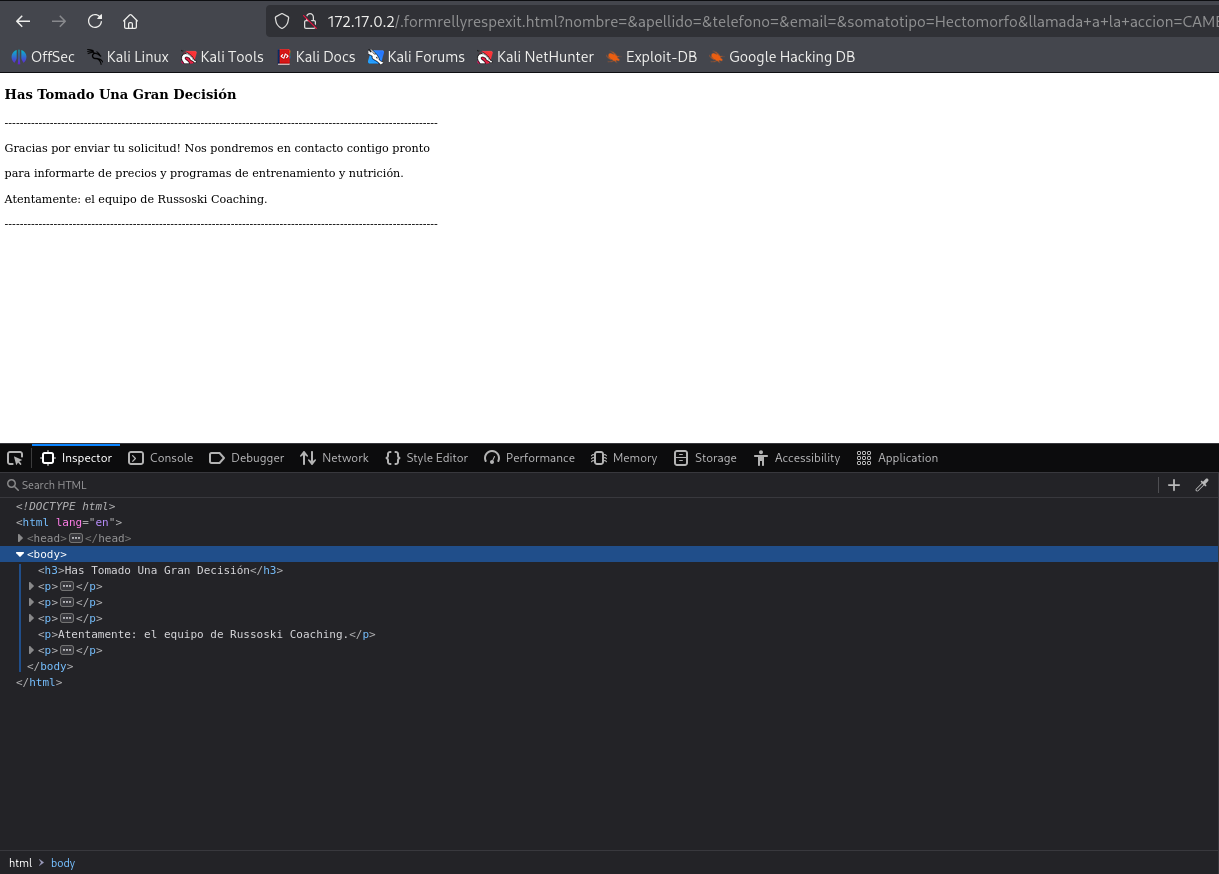 172.17.0.2/.formrellyrespexit.html?nombre=&apellido=&telefono=&email=&somatotipo=Hectomorfo&llamada+a+la+accion=CAMB
OffSec Kali Linux Kali Tools Kali Docs Kali Forums Kali NetHunter Exploit-DB Google Hacking DB
Has Tomado Una Gran Decisión
-------------------------------------------------------------------------------------------------------------------
Gracias por enviar tu solicitud! Nos pondremos en contacto contigo pronto
para informarte de precios y programas de entrenamiento y nutrición.
Atentamente: el equipo de Russoski Coaching.
-------------------------------------------------------------------------------------------------------------------
Inspector Console Debugger Network Style Editor Performance Memory Storage Accessibility Application
Search HTML
<!DOCTYPE html>
<html lang="en">
<head>···</head>
<body>
<h3>Has Tomado Una Gran Decisión</h3>
<p>···</p>
<p>···</p>
<p>···</p>
<p>Atentamente: el equipo de Russoski Coaching.</p>
<p>···</p>
</body>
</html>
html > body